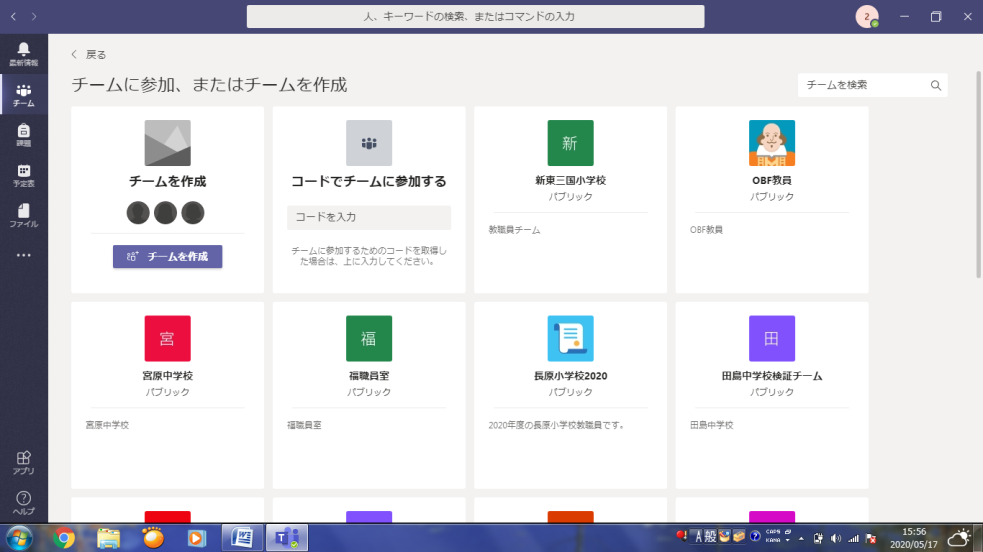 人、キーワードの検索、またはコマンドの入力
2
最新情報
チーム
課題
予定表
ファイル
アプリ
ヘルプ
戻る
チームに参加、またはチームを作成
チームを検索
チームを作成
チームを作成
コードでチームに参加する
コードを入力
チームに参加するためのコードを取得し
た場合は、上に入力してください。
新
新東三国小学校
パブリック
教職員チーム
OBF教員
パブリック
OBF教員
宮
宮原中学校
パブリック
宮原中学校
福
福職員室
パブリック
福職員室
長原小学校2020
パブリック
2020年度の長原小学校教職員です。
田
田島中学校検証チーム
パブリック
田島中学校
W
T
A 般
CAPS
KANA
15:56
2020/05/17